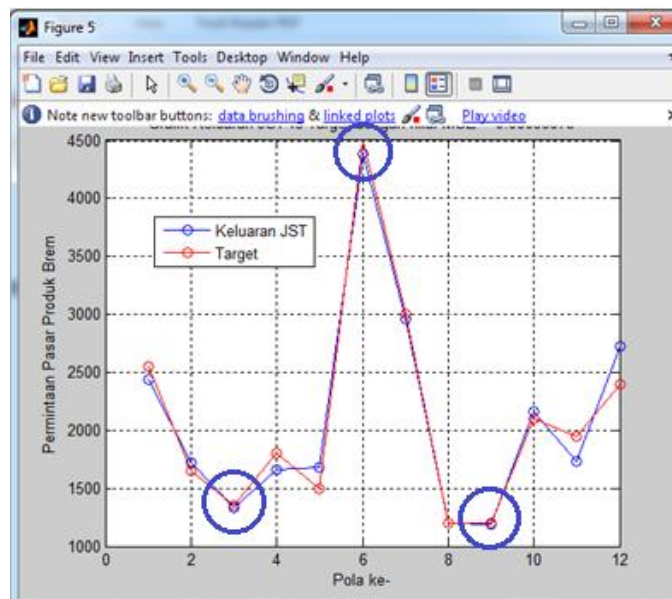 Figure 5
File Edit View Insert Tools Desktop Window Help
Note new toolbar buttons: data brushing & linked plots Play video
4500
4000
3500
3000
2500
2000
1500
1000
Permintaan Pasar Produk Brem
Keluaran JST
Target
0 2 4 6 8 10 12
Pola ke-